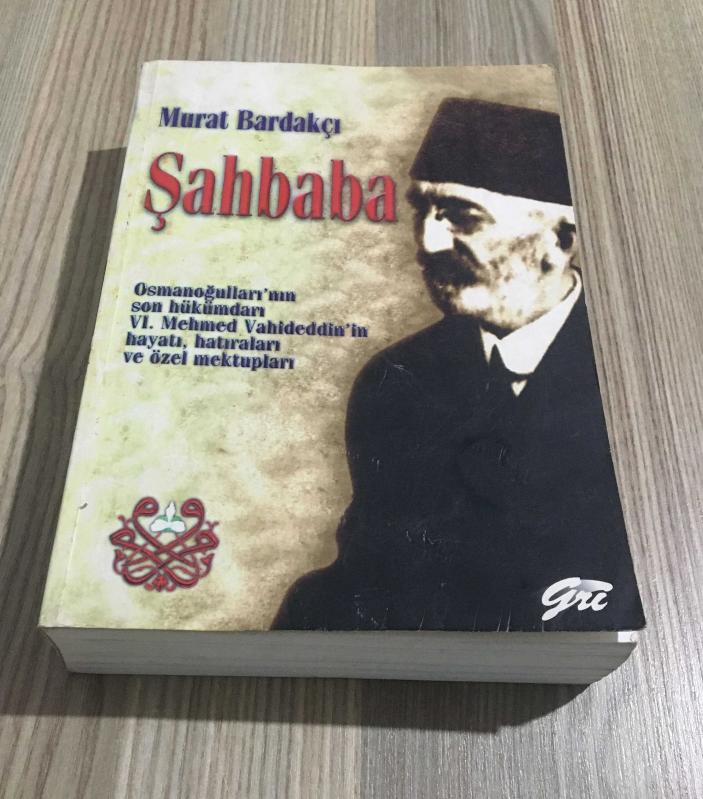 Murat Bardakçı
Şahbaba
Osmanoğulları'nın
son hükümdarı
VI. Mehmed Vahideddin'in
hayatı, hatıraları
ve özel mektupları
Gri